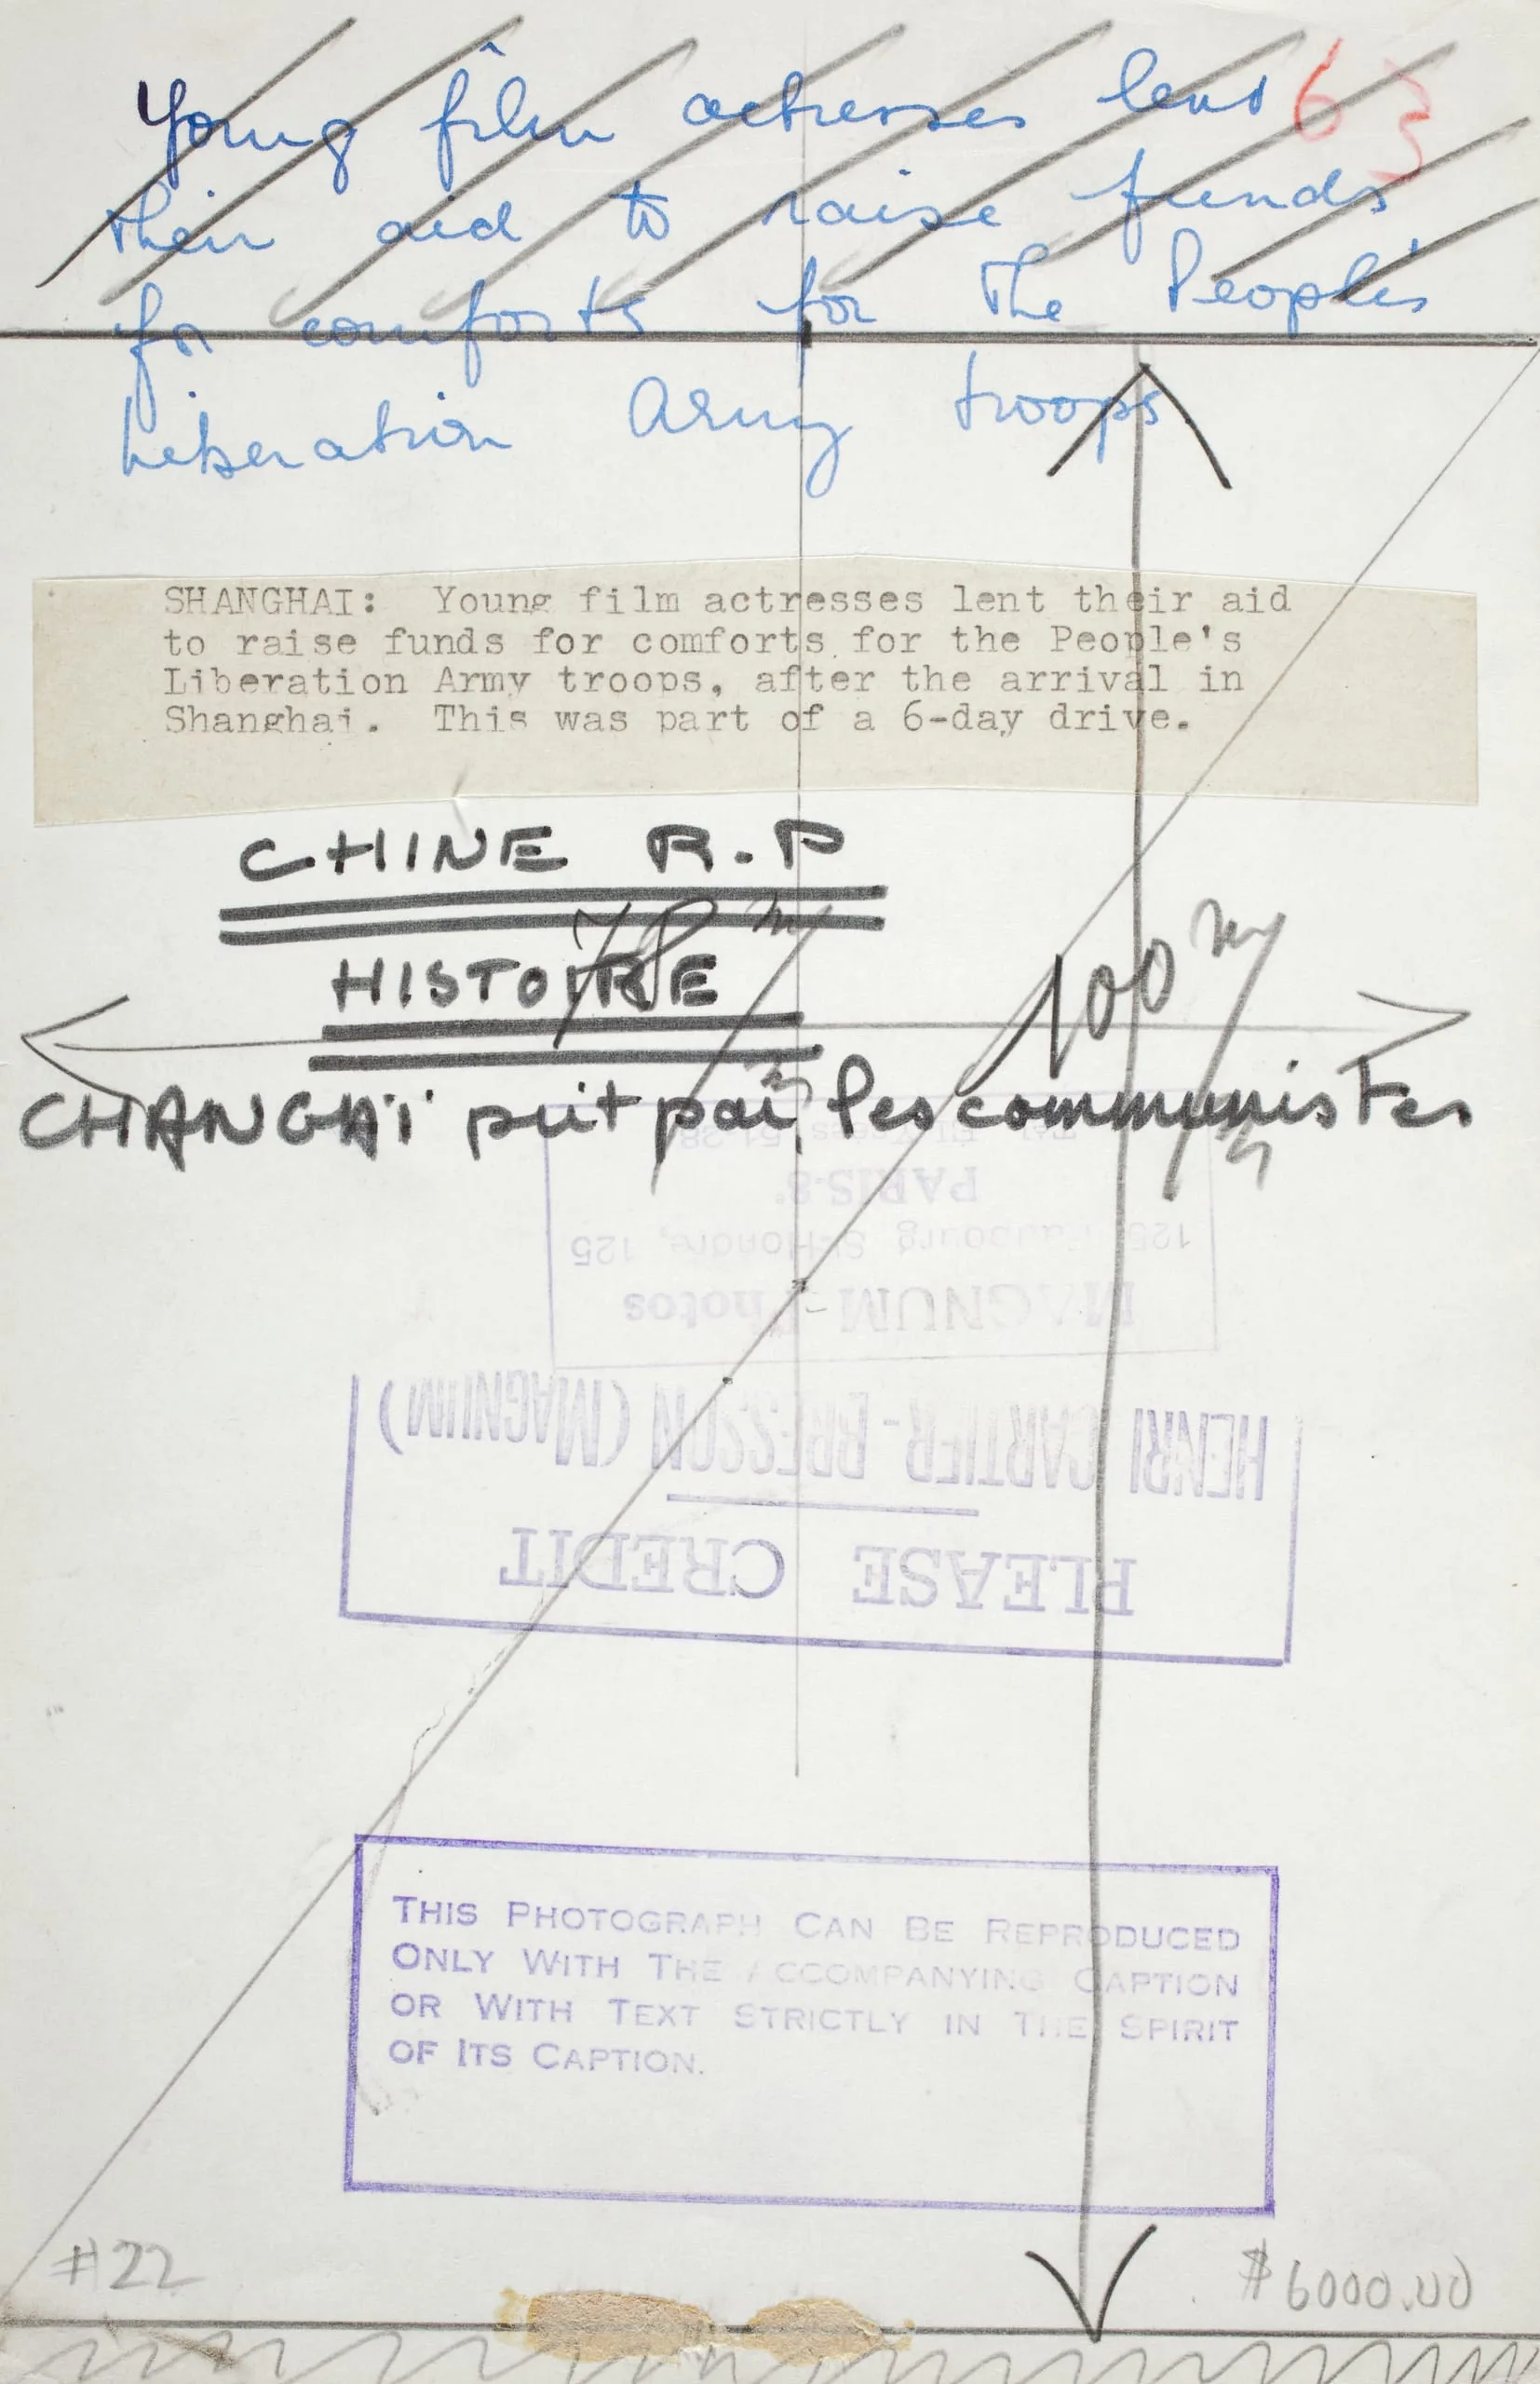 Young film actresses lent
63
their aid to raise funds
for comforts for the People's
Liberation Army troops
SHANGHAI: Young film actresses lent their aid
to raise funds for comforts for the People's
Liberation Army troops, after the arrival in
Shanghai. This was part of a 6-day drive.
CHINE R.P
HISTOIRE
100 m/m
CHANGAÏ par les communistes
PARIS-8e
125, Faubourg St-Honoré, 125
MAGNUM-Photos
HENRI CARTIER-BRESSON (MAGNUM)
PLEASE CREDIT
THIS PHOTOGRAPH CAN BE REPRODUCED
ONLY WITH THE ACCOMPANYING CAPTION
OR WITH TEXT STRICTLY IN THE SPIRIT
OF ITS CAPTION.
#22
$6000.00